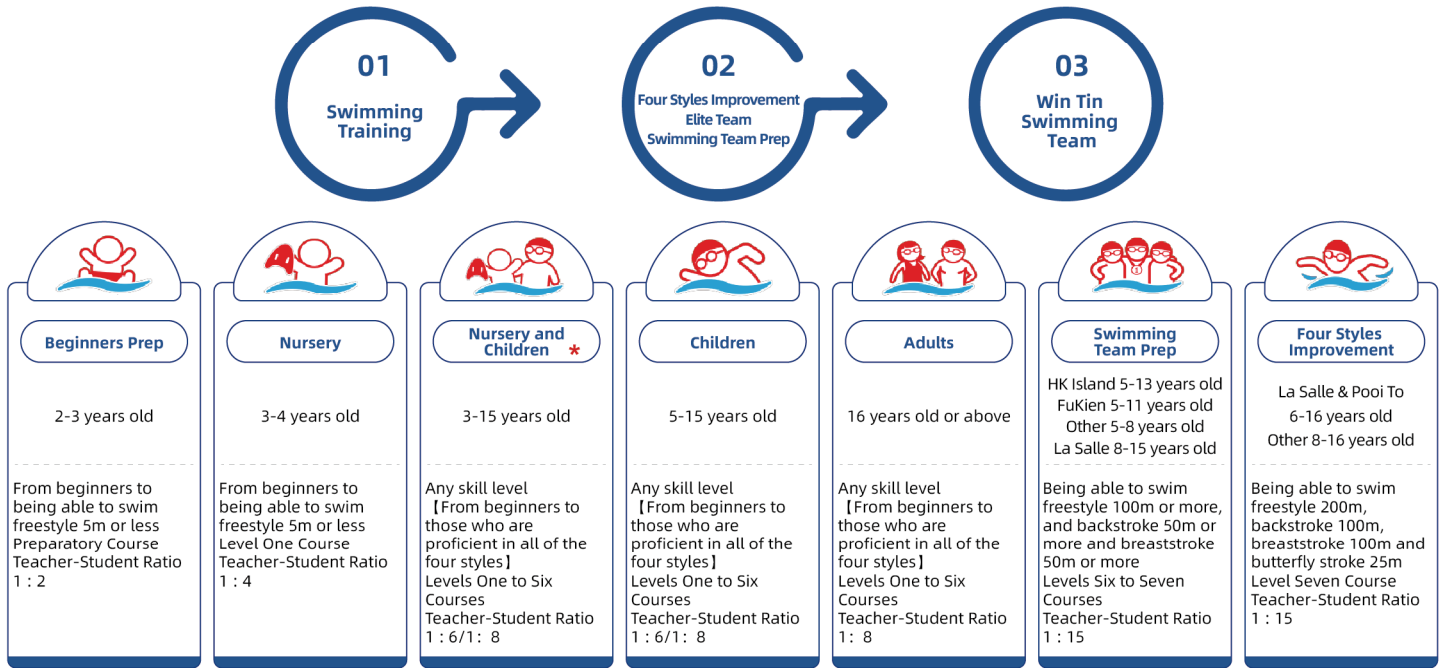 01
Swimming
Training
02
Four Styles Improvement
Elite Team
Swimming Team Prep
03
Win Tin
Swimming
Team
Beginners Prep
2-3 years old
From beginners to
being able to swim
freestyle 5m or less
Preparatory Course
Teacher-Student Ratio
1 : 2
Nursery
3-4 years old
From beginners to
being able to swim
freestyle 5m or less
Level One Course
Teacher-Student Ratio
1 : 4
Nursery and
Children *
3-15 years old
Any skill level
【From beginners to
those who are
proficient in all of the
four styles】
Levels One to Six
Courses
Teacher-Student Ratio
1 : 6/1: 8
Children
5-15 years old
Any skill level
【From beginners to
those who are
proficient in all of the
four styles】
Levels One to Six
Courses
Teacher-Student Ratio
1 : 6/1: 8
Adults
16 years old or above
Any skill level
【From beginners to
those who are
proficient in all of the
four styles】
Levels One to Six
Courses
Teacher-Student Ratio
1: 8
Swimming
Team Prep
HK Island 5-13 years old
FuKien 5-11 years old
Other 5-8 years old
La Salle 8-15 years old
Being able to swim
freestyle 100m or more,
and backstroke 50m or
more and breaststroke
50m or more
Levels Six to Seven
Courses
Teacher-Student Ratio
1 : 15
Four Styles
Improvement
La Salle & Pooi To
6-16 years old
Other 8-16 years old
Being able to swim
freestyle 200m,
backstroke 100m,
breaststroke 100m and
butterfly stroke 25m
Level Seven Course
Teacher-Student Ratio
1 : 15